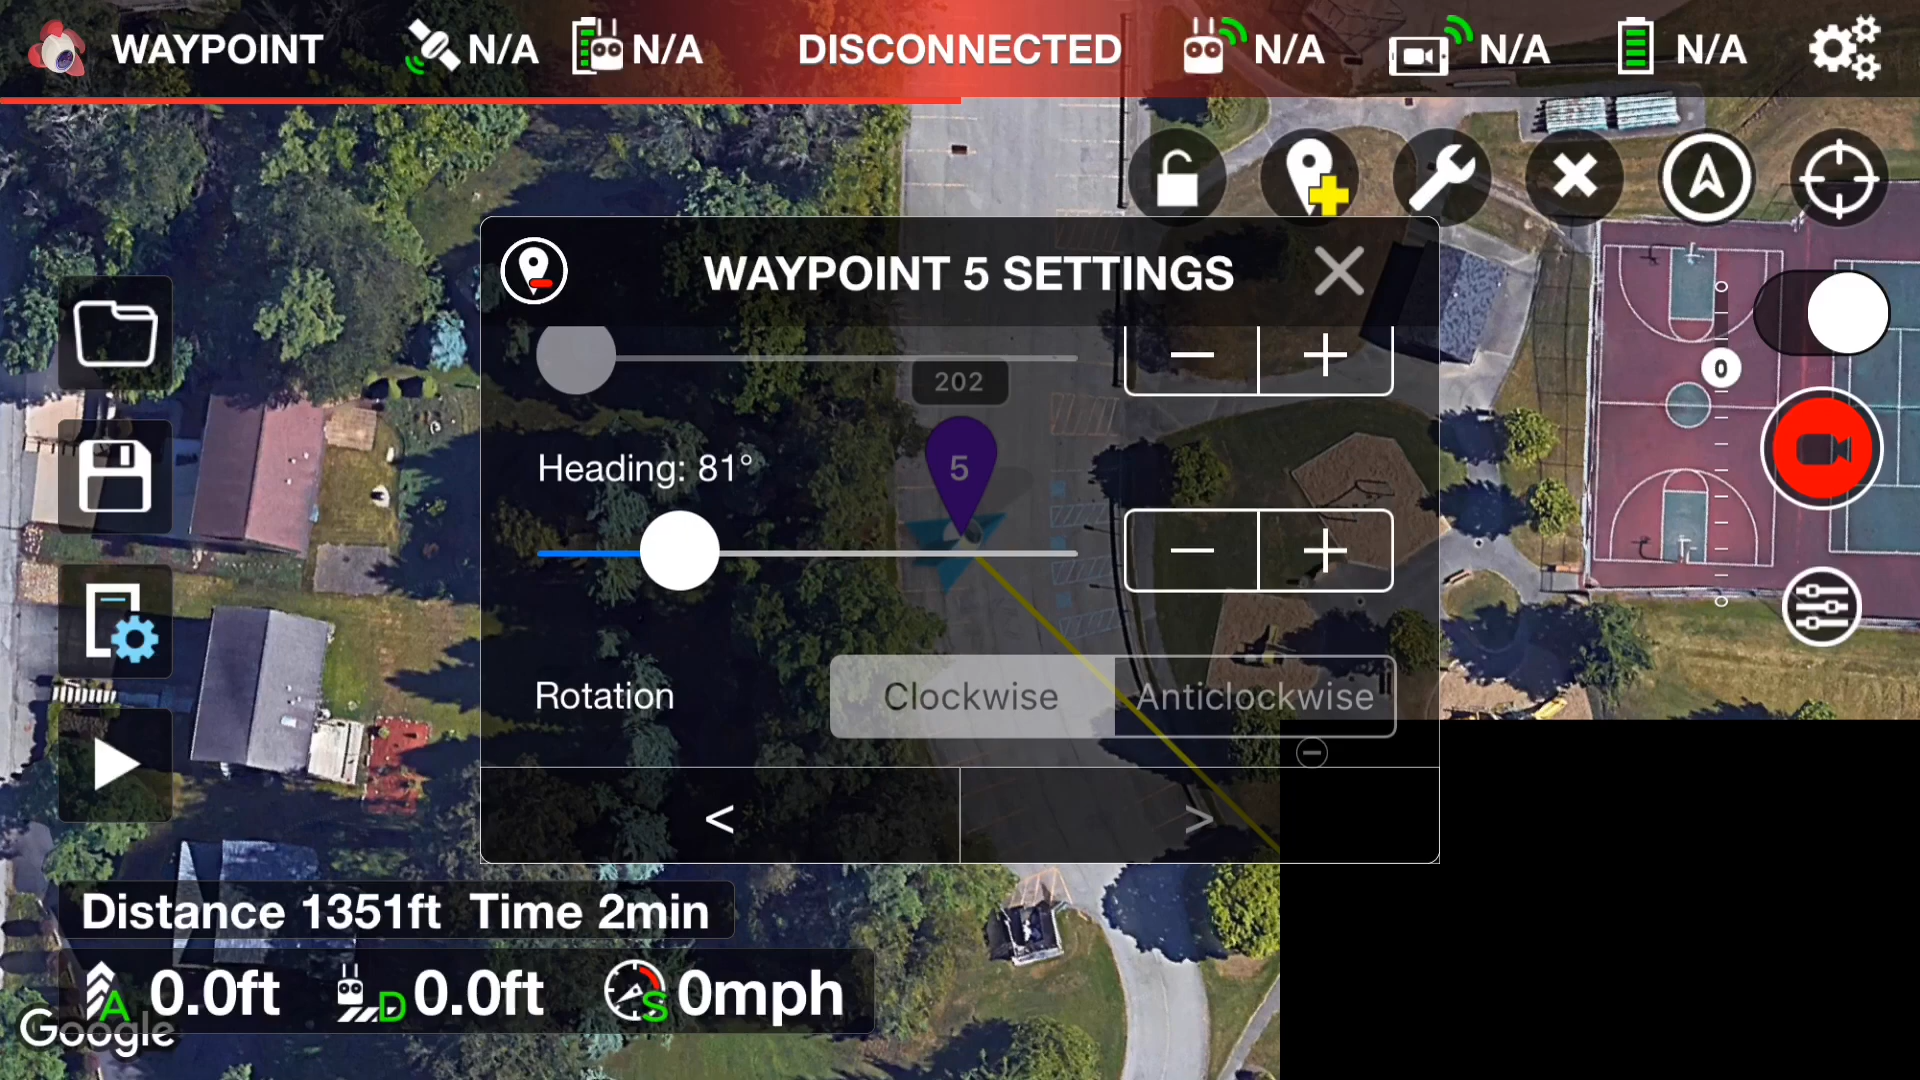 WAYPOINT N/A N/A DISCONNECTED N/A N/A N/A
WAYPOINT 5 SETTINGS
202
5
Heading: 81°
0
Rotation Clockwise Anticlockwise
< >
Distance 1351ft Time 2min
A 0.0ft D 0.0ft S 0mph
Google